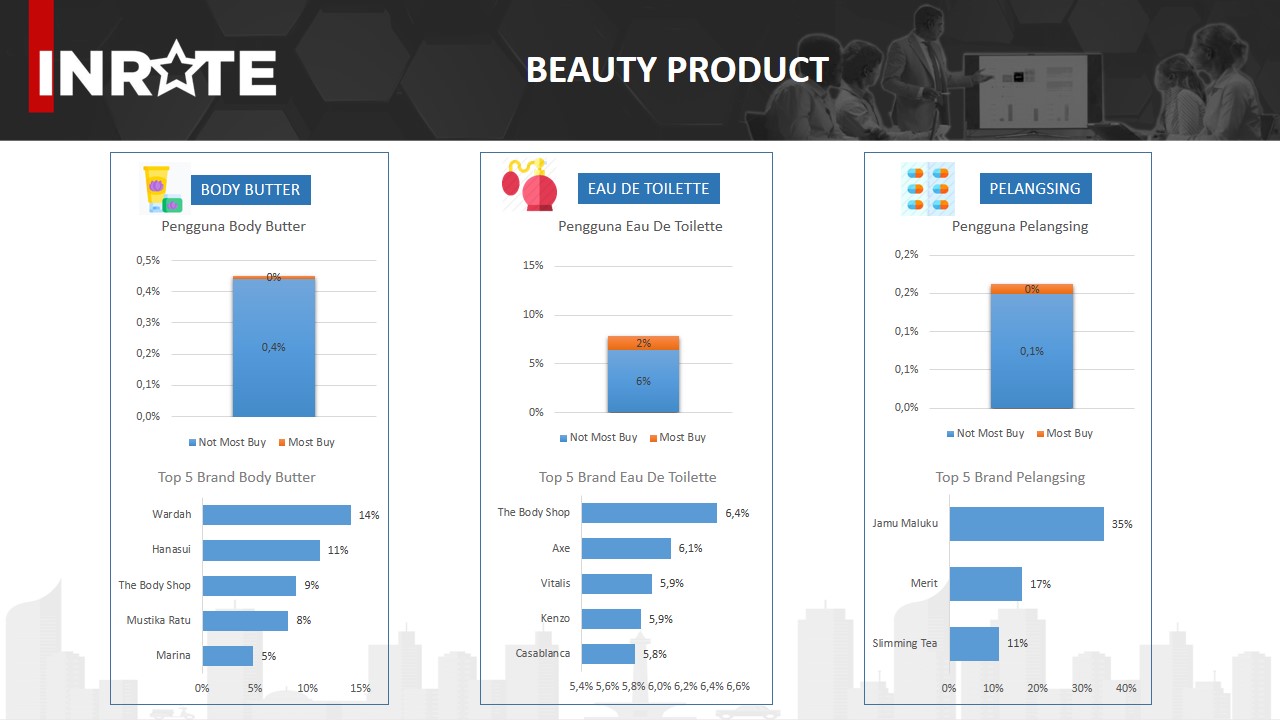 INRATE
BEAUTY PRODUCT
BODY BUTTER
Pengguna Body Butter
0,5%
0,4%
0,3%
0,2%
0,1%
0,0%
0%
0,4%
Not Most Buy Most Buy
Top 5 Brand Body Butter
Wardah 14%
Hanasui 11%
The Body Shop 9%
Mustika Ratu 8%
Marina 5%
0% 5% 10% 15%
EAU DE TOILETTE
Pengguna Eau De Toilette
15%
10%
5%
0%
2%
6%
Not Most Buy Most Buy
Top 5 Brand Eau De Toilette
The Body Shop 6,4%
Axe 6,1%
Vitalis 5,9%
Kenzo 5,9%
Casablanca 5,8%
5,4% 5,6% 5,8% 6,0% 6,2% 6,4% 6,6%
PELANGSING
Pengguna Pelangsing
0,2%
0,2%
0,1%
0,1%
0,0%
0%
0,1%
Not Most Buy Most Buy
Top 5 Brand Pelangsing
Jamu Maluku 35%
Merit 17%
Slimming Tea 11%
0% 10% 20% 30% 40%